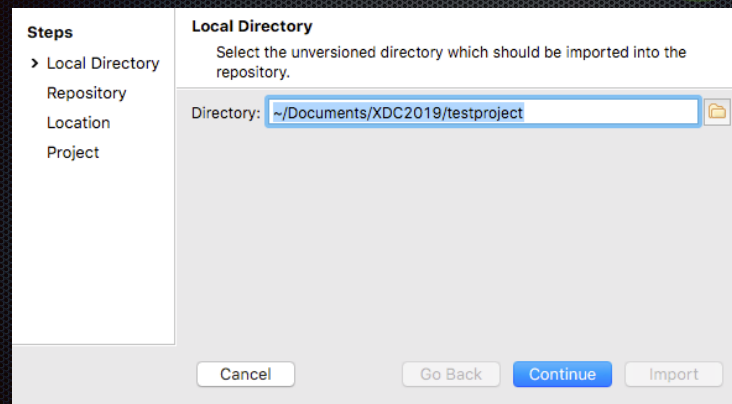 Steps
> Local Directory
Repository
Location
Project
Local Directory
Select the unversioned directory which should be imported into the
repository.
Directory: ~/Documents/XDC2019/testproject
Cancel
Go Back
Continue
Import